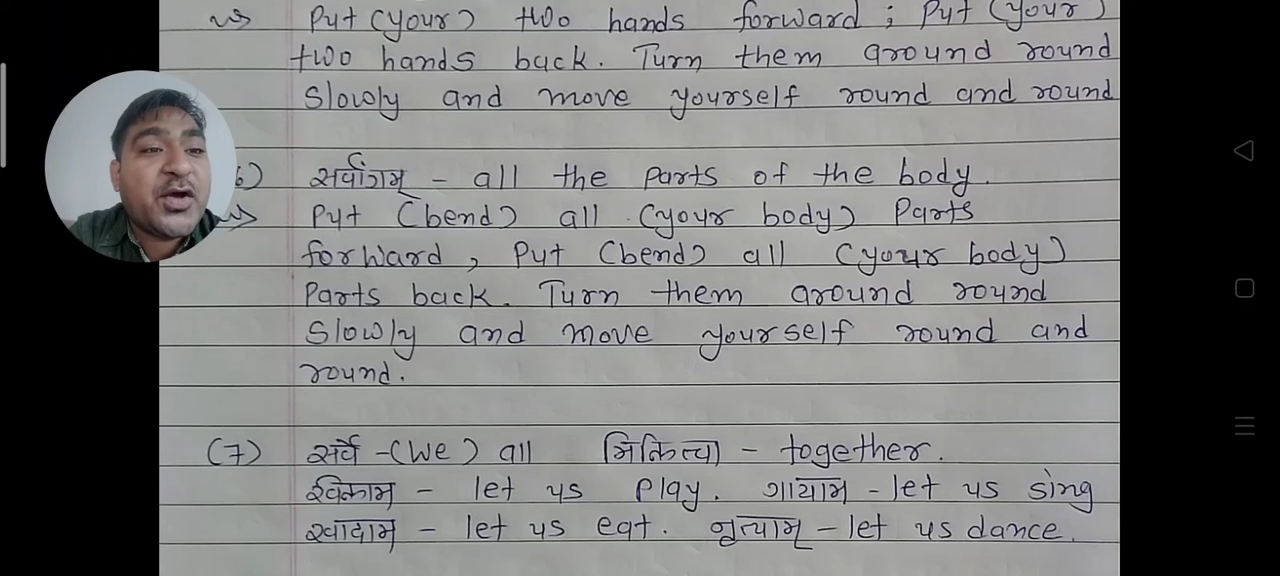 Put (your) two hands forward ; Put (your)
two hands back. Turn them around round
Slowly and move yourself round and round
6) सर्वांगम् - all the Parts of the body.
Put (bend) all (your body) Parts
forward, Put (bend) all (your body)
Parts back. Turn them around round
Slowly and move yourself round and
round.
(7) सर्वे -(We) all मिलित्वा - together.
खेलाम - let us Play. गायाम - let us sing
खादाम - let us eat. नृत्याम् - let us dance.